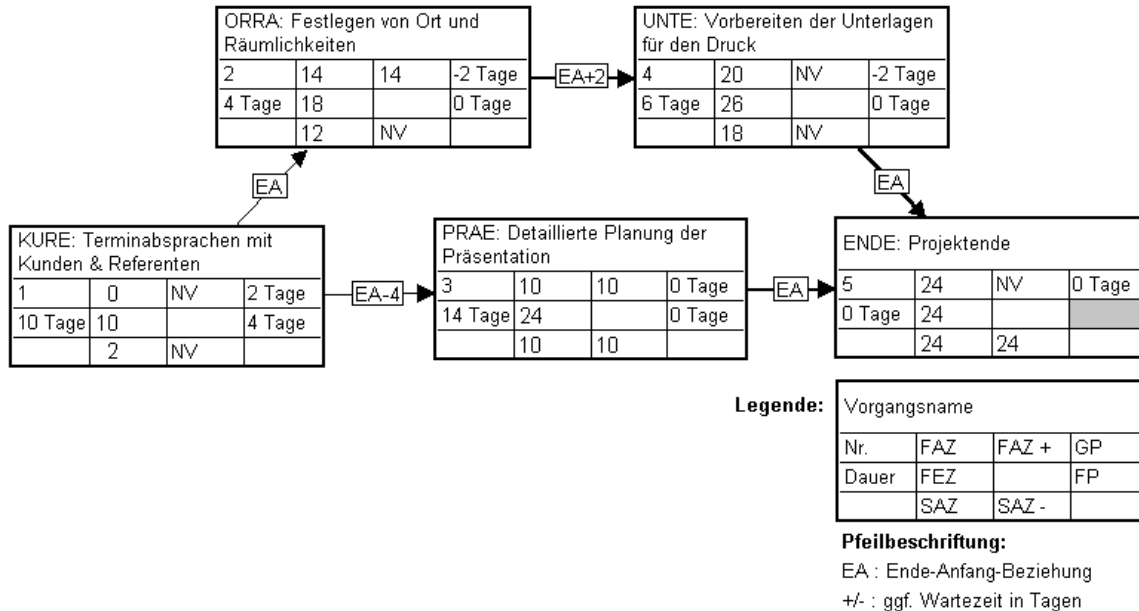 ORRA: Festlegen von Ort und
Räumlichkeiten
2 14 14 -2 Tage
4 Tage 18 0 Tage
12 NV
EA+2
UNTE: Vorbereiten der Unterlagen
für den Druck
4 20 NV -2 Tage
6 Tage 26 0 Tage
18 NV
EA
EA
KURE: Terminabsprachen mit
Kunden & Referenten
1 0 NV 2 Tage
10 Tage 10 4 Tage
2 NV
EA-4
PRAE: Detaillierte Planung der
Präsentation
3 10 10 0 Tage
14 Tage 24 0 Tage
10 10
EA
ENDE: Projektende
5 24 NV 0 Tage
0 Tage 24
24 24
Legende:
Vorgangsname
Nr. FAZ FAZ + GP
Dauer FEZ FP
SAZ SAZ -
Pfeilbeschriftung:
EA : Ende-Anfang-Beziehung
+/- : ggf. Wartezeit in Tagen